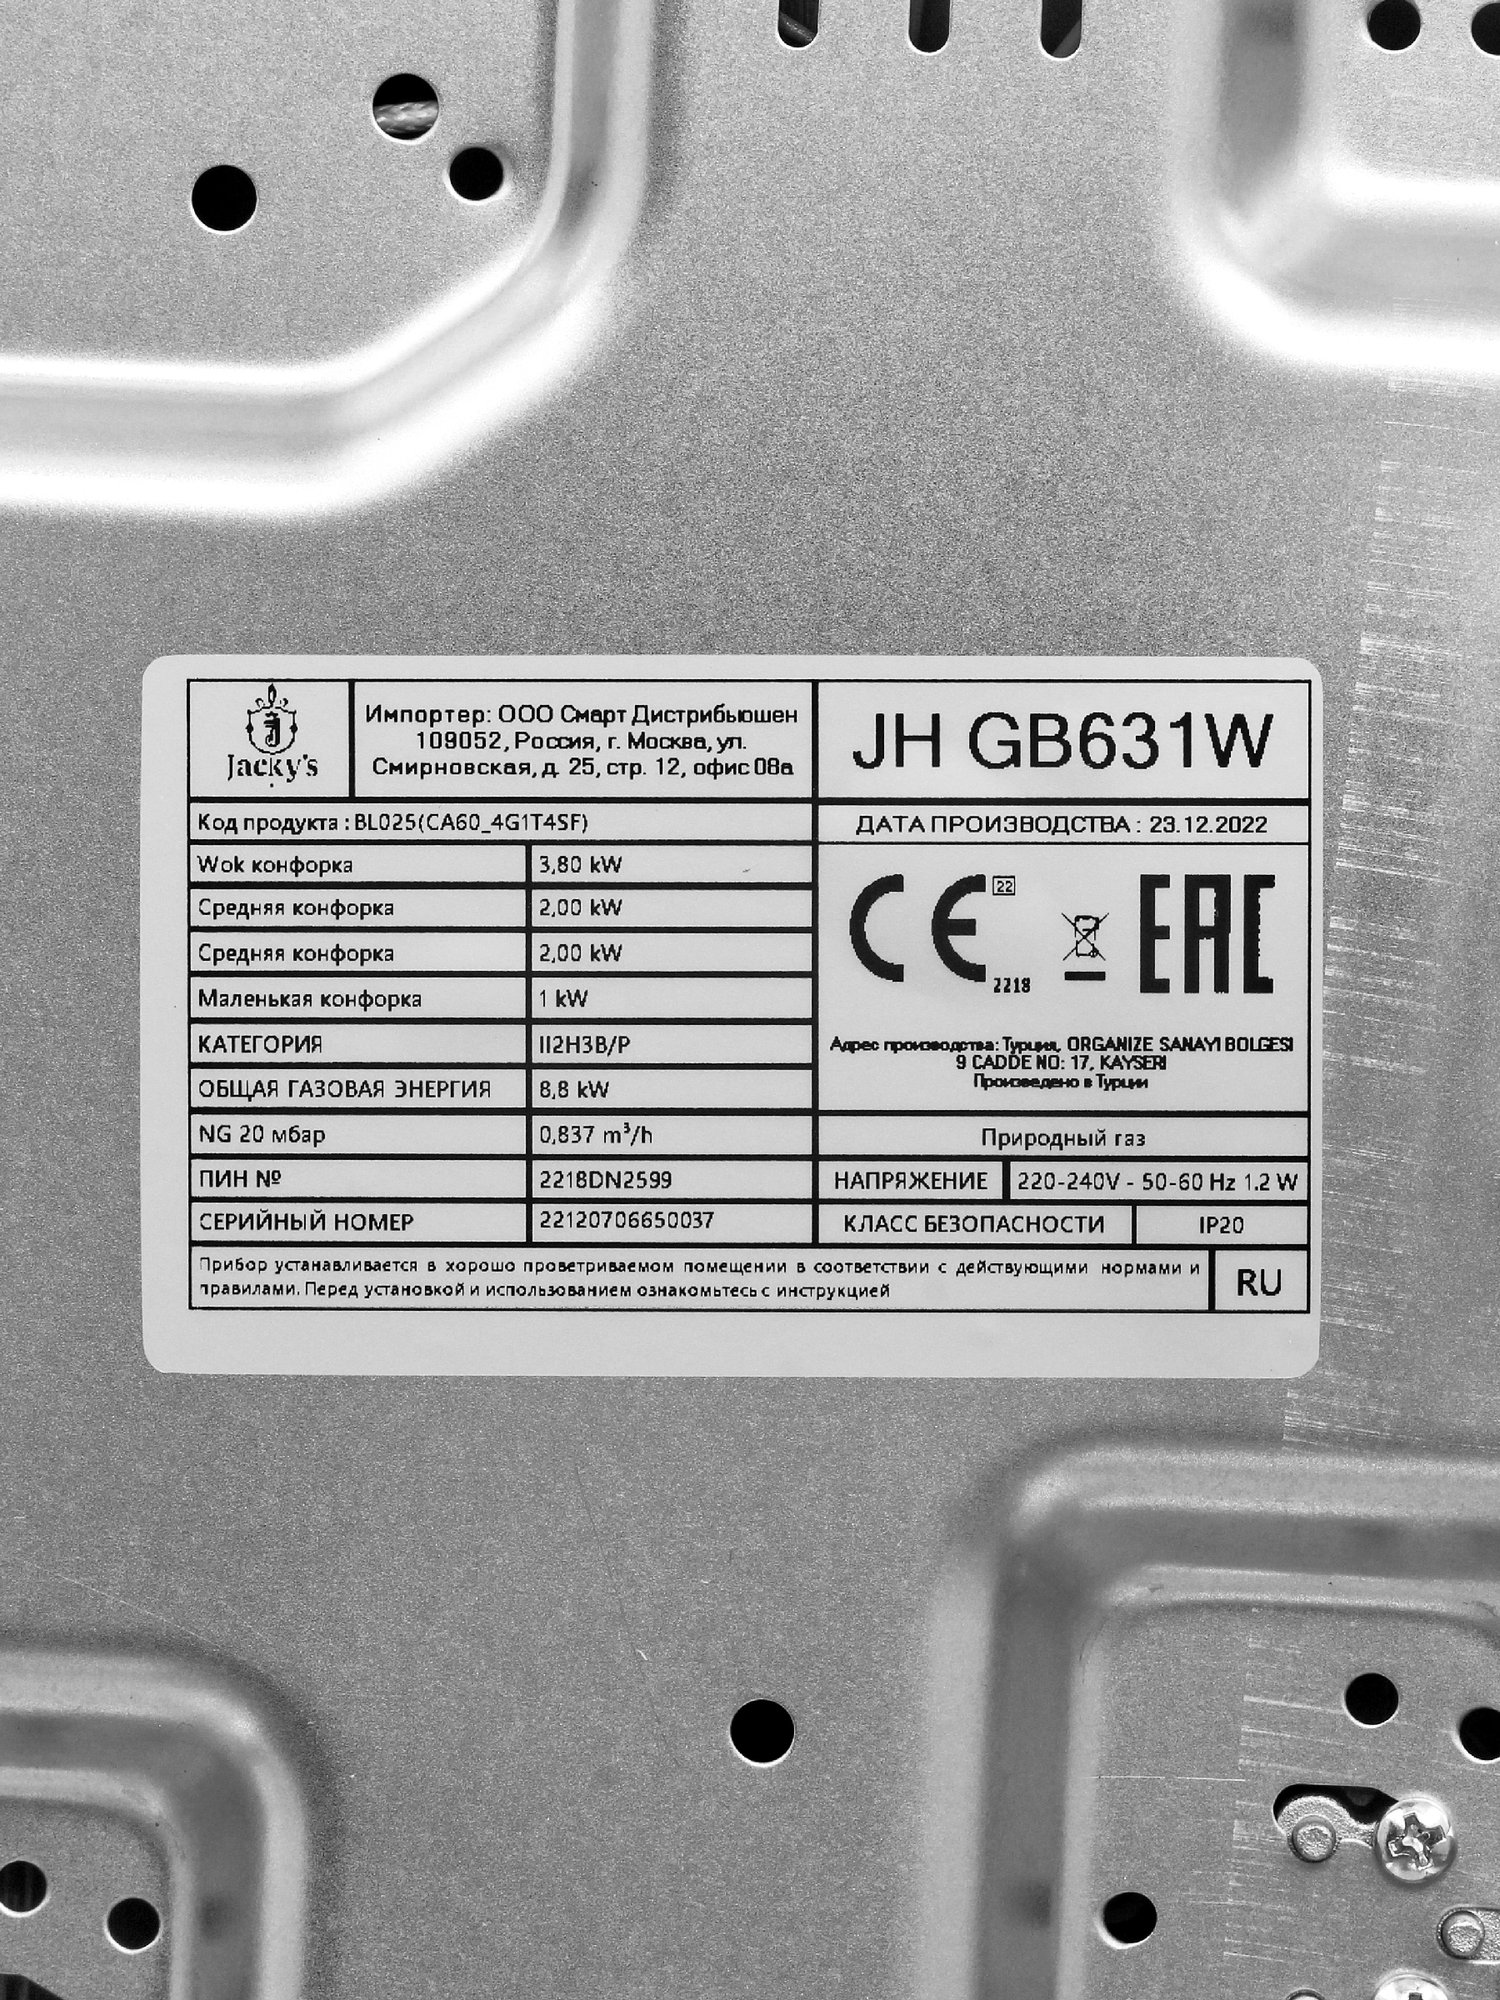 Jacky's
Импортер: ООО Смарт Дистрибьюшен
109052, Россия, г. Москва, ул.
Смирновская, д. 25, стр. 12, офис 08а
JH GB631W
Код продукта : BL025(CA60_4G1T4SF)
ДАТА ПРОИЗВОДСТВА : 23.12.2022
Wok конфорка 3,80 kW
Средняя конфорка 2,00 kW
Средняя конфорка 2,00 kW
Маленькая конфорка 1 kW
КАТЕГОРИЯ II2H3B/P
ОБЩАЯ ГАЗОВАЯ ЭНЕРГИЯ 8,8 kW
NG 20 мбар 0,837 m³/h
ПИН № 2218DN2599
СЕРИЙНЫЙ НОМЕР 22120706650037
CE 22
2218
EAC
Адрес производства: Турция, ORGANIZE SANAYI BOLGESI
9 CADDE NO: 17, KAYSERI
Произведено в Турции
Природный газ
НАПРЯЖЕНИЕ 220-240V - 50-60 Hz 1.2 W
КЛАСС БЕЗОПАСНОСТИ IP20
Прибор устанавливается в хорошо проветриваемом помещении в соответствии с действующими нормами и
правилами. Перед установкой и использованием ознакомьтесь с инструкцией
RU